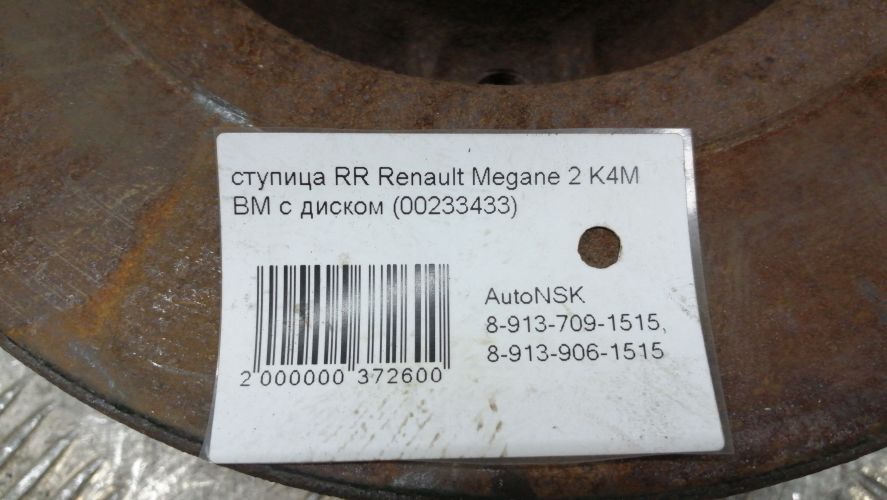 ступица RR Renault Megane 2 K4M
BM с диском (00233433)
AutoNSK
8-913-709-1515,
8-913-906-1515
2 000000 372600